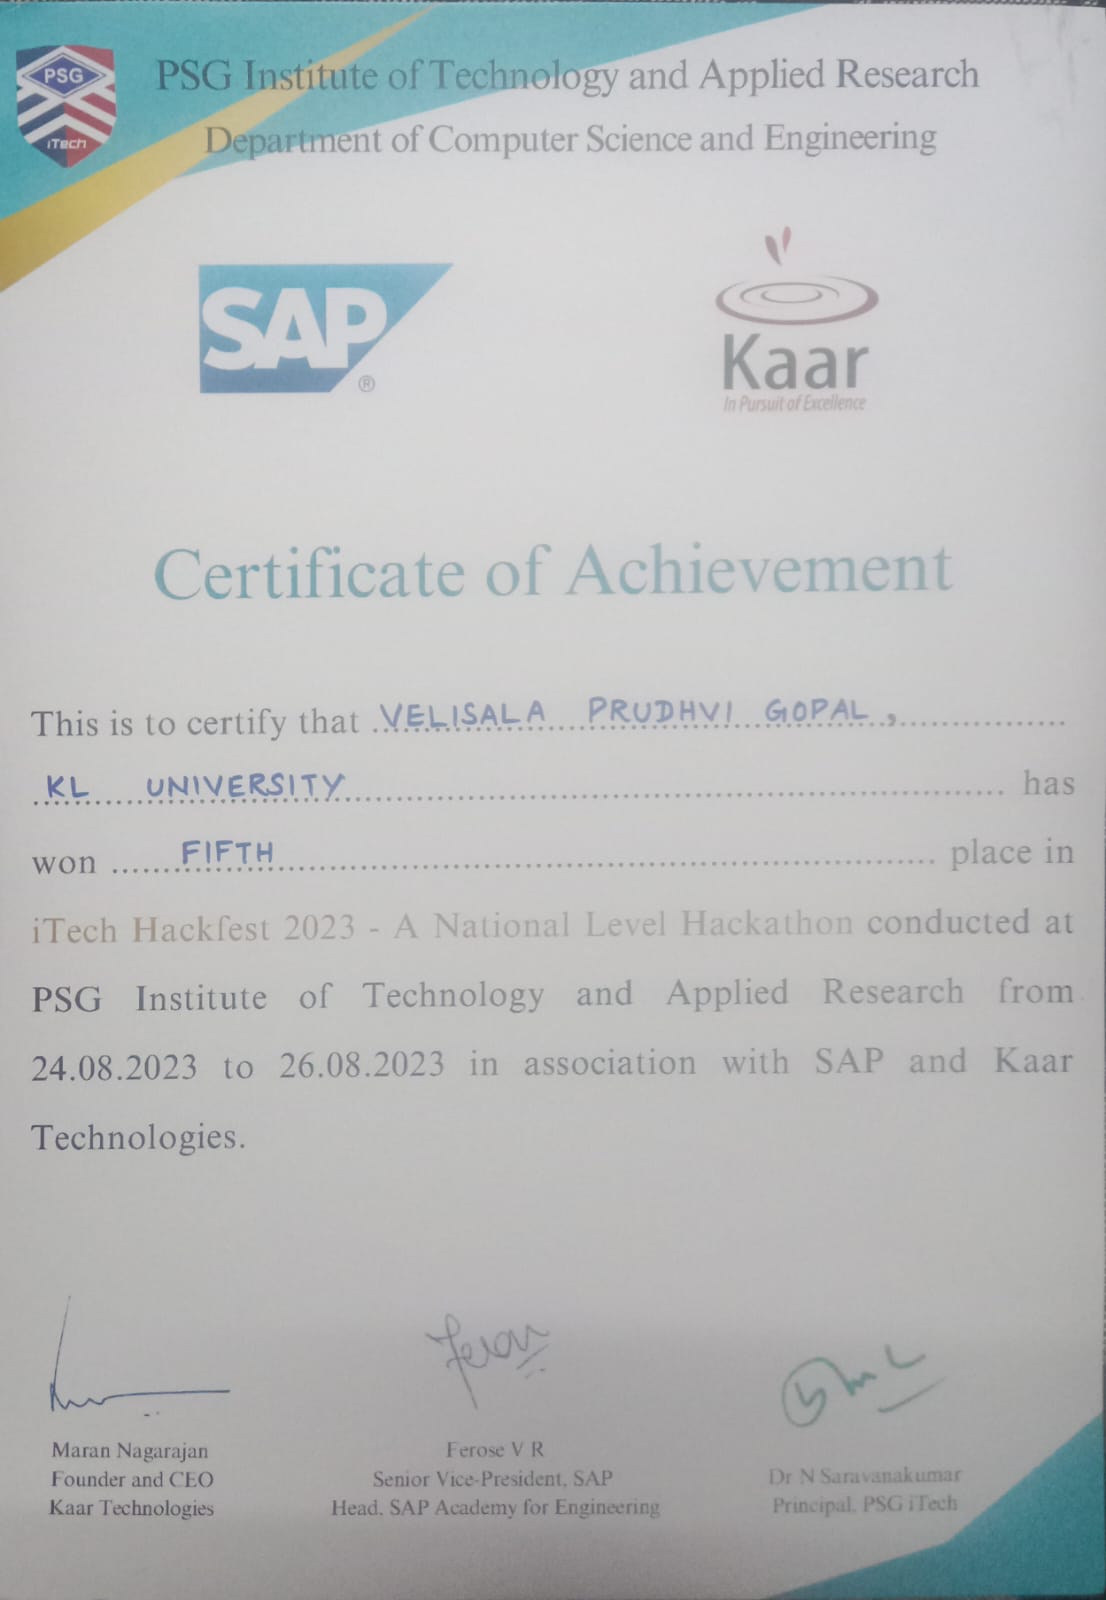 PSG
iTech
PSG Institute of Technology and Applied Research
Department of Computer Science and Engineering
SAP
®
Kaar
In Pursuit of Excellence
Certificate of Achievement
This is to certify that VELISALA PRUDHVI GOPAL,
KL UNIVERSITY has
won FIFTH place in
iTech Hackfest 2023 - A National Level Hackathon conducted at
PSG Institute of Technology and Applied Research from
24.08.2023 to 26.08.2023 in association with SAP and Kaar
Technologies.
Maran Nagarajan
Founder and CEO
Kaar Technologies
Ferose V R
Senior Vice-President, SAP
Head, SAP Academy for Engineering
Dr N Saravanakumar
Principal, PSG iTech